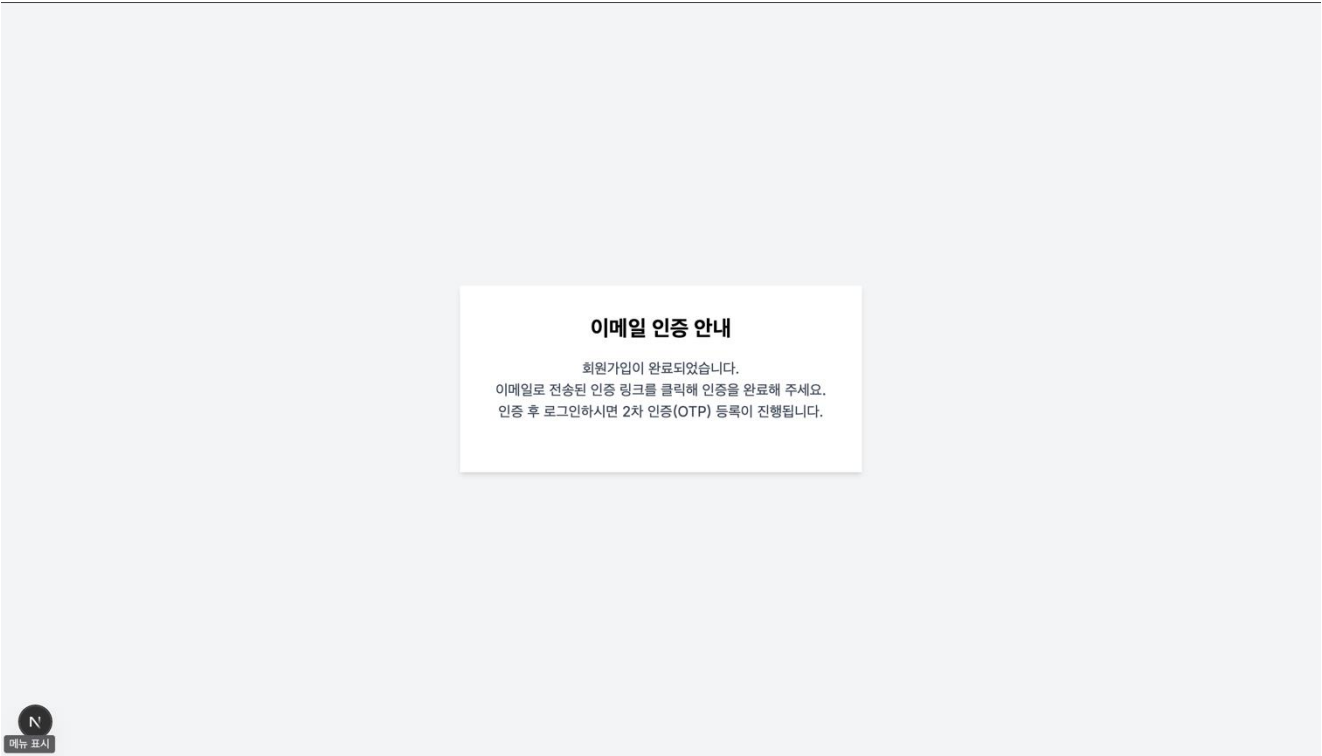 이메일 인증 안내
회원가입이 완료되었습니다.
이메일로 전송된 인증 링크를 클릭해 인증을 완료해 주세요.
인증 후 로그인하시면 2차 인증(OTP) 등록이 진행됩니다.
N
메뉴 표시